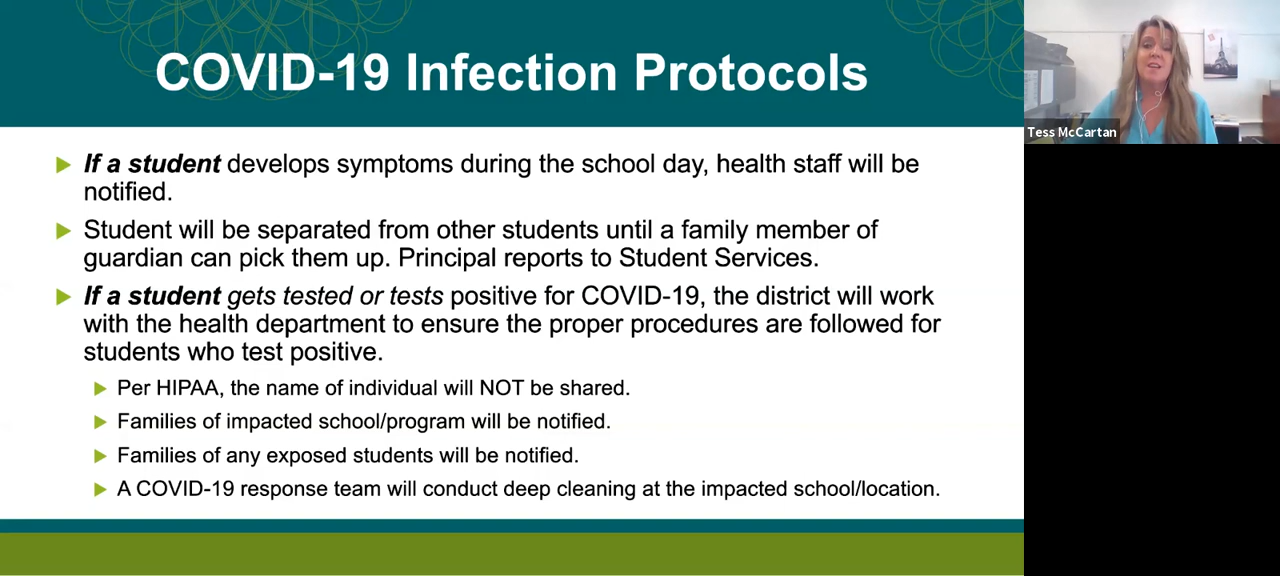 COVID-19 Infection Protocols
Tess McCartan
If a student develops symptoms during the school day, health staff will be
notified.
Student will be separated from other students until a family member of
guardian can pick them up. Principal reports to Student Services.
If a student gets tested or tests positive for COVID-19, the district will work
with the health department to ensure the proper procedures are followed for
students who test positive.
Per HIPAA, the name of individual will NOT be shared.
Families of impacted school/program will be notified.
Families of any exposed students will be notified.
A COVID-19 response team will conduct deep cleaning at the impacted school/location.